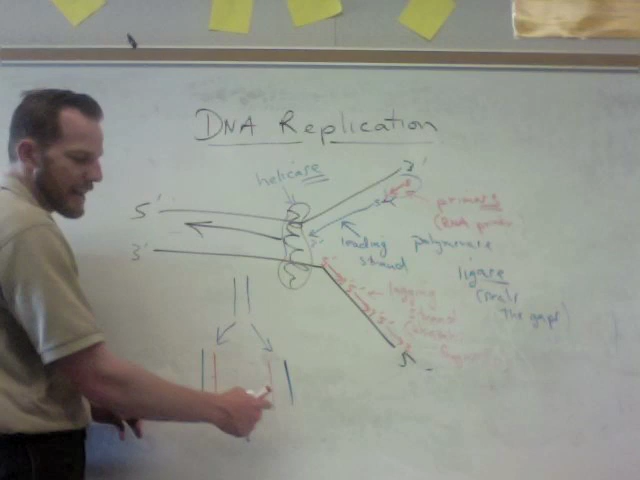 DNA Replication
helicase
3'
5'
5'
primase
(RNA primer
leading
strand
polymerase
3'
ligase
(seals
the gaps)
lagging
strand
5'